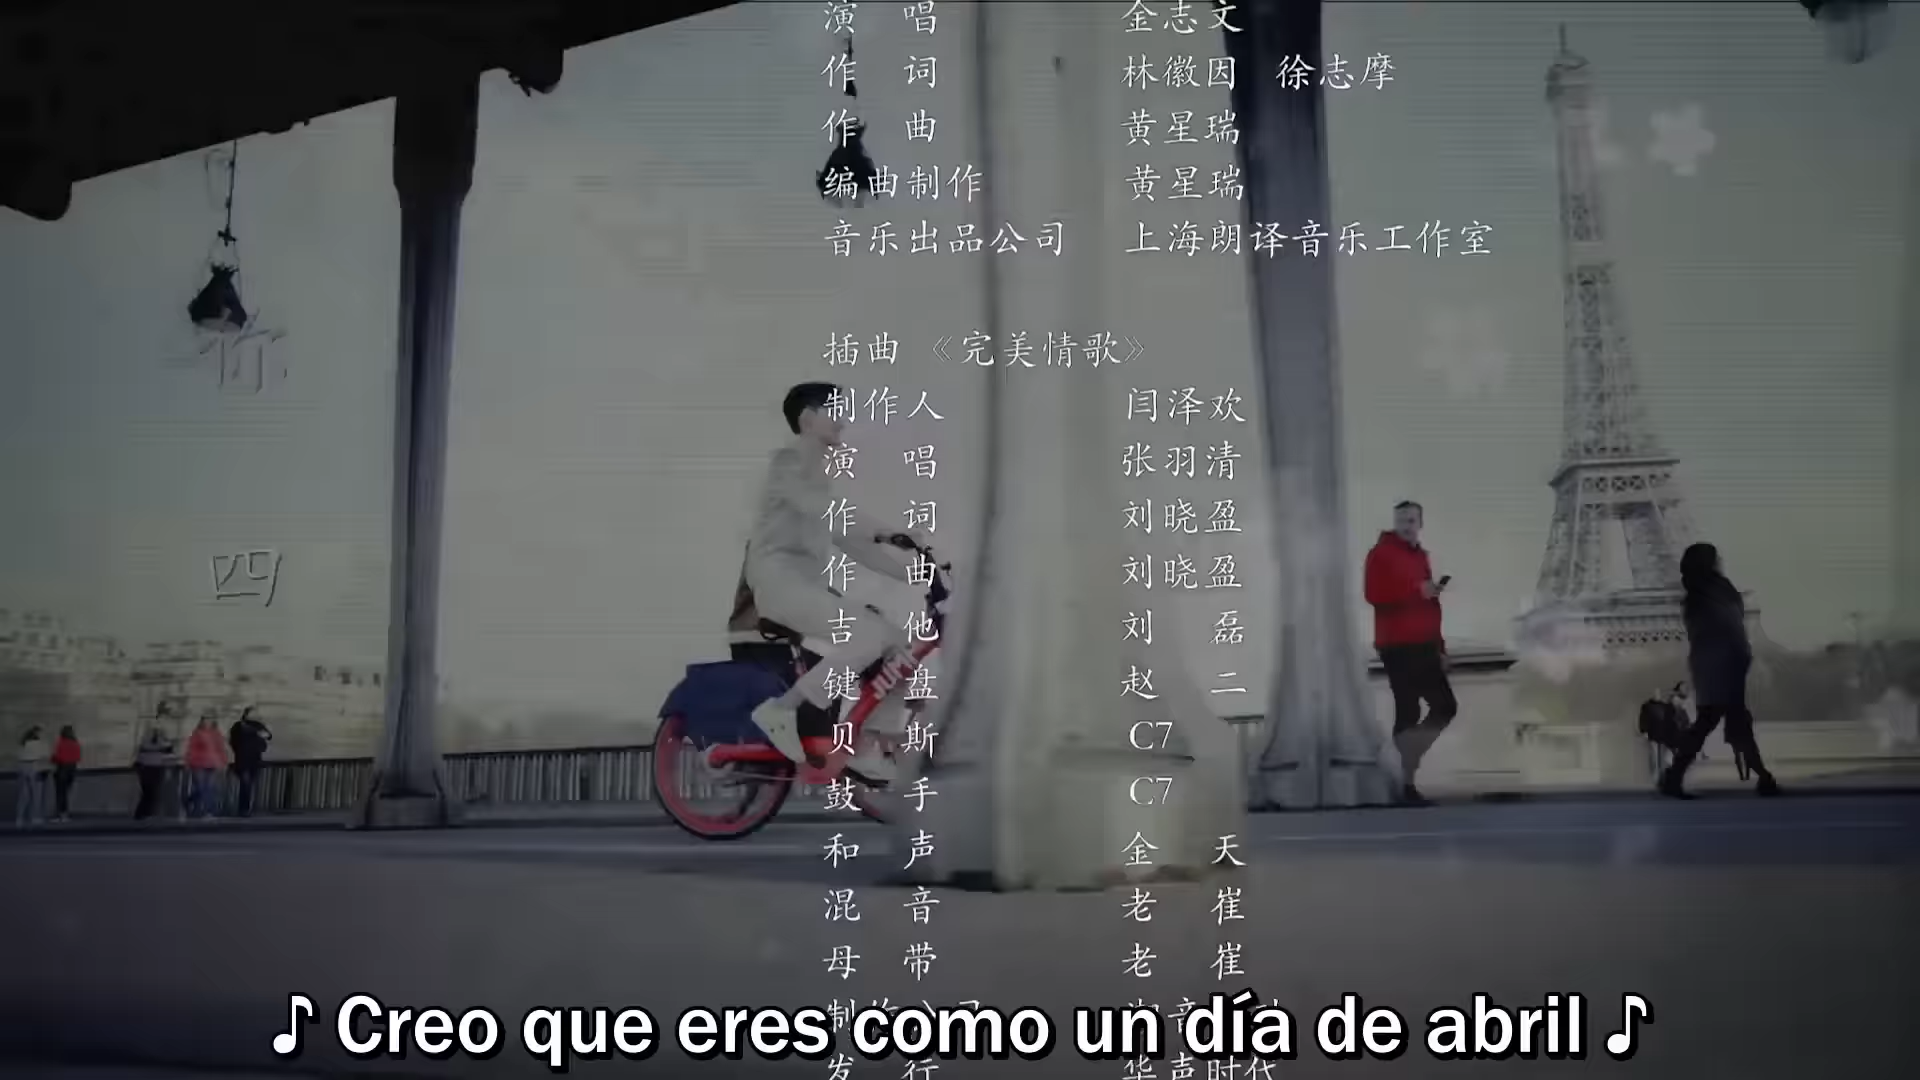 演 唱 金志文
作 词 林徽因 徐志摩
作 曲 黄星瑞
编曲制作 黄星瑞
音乐出品公司 上海朗译音乐工作室
插曲 《完美情歌》
制作人 闫泽欢
演 唱 张羽清
作 词 刘晓盈
作 曲 刘晓盈
吉 他 刘 磊
键 盘 赵 二
贝 斯 C7
鼓 手 C7
和 声 金 天
混 音 老 崔
母 带 老 崔
发 行 华声时代
你
四
JUMP
♪ Creo que eres como un día de abril ♪